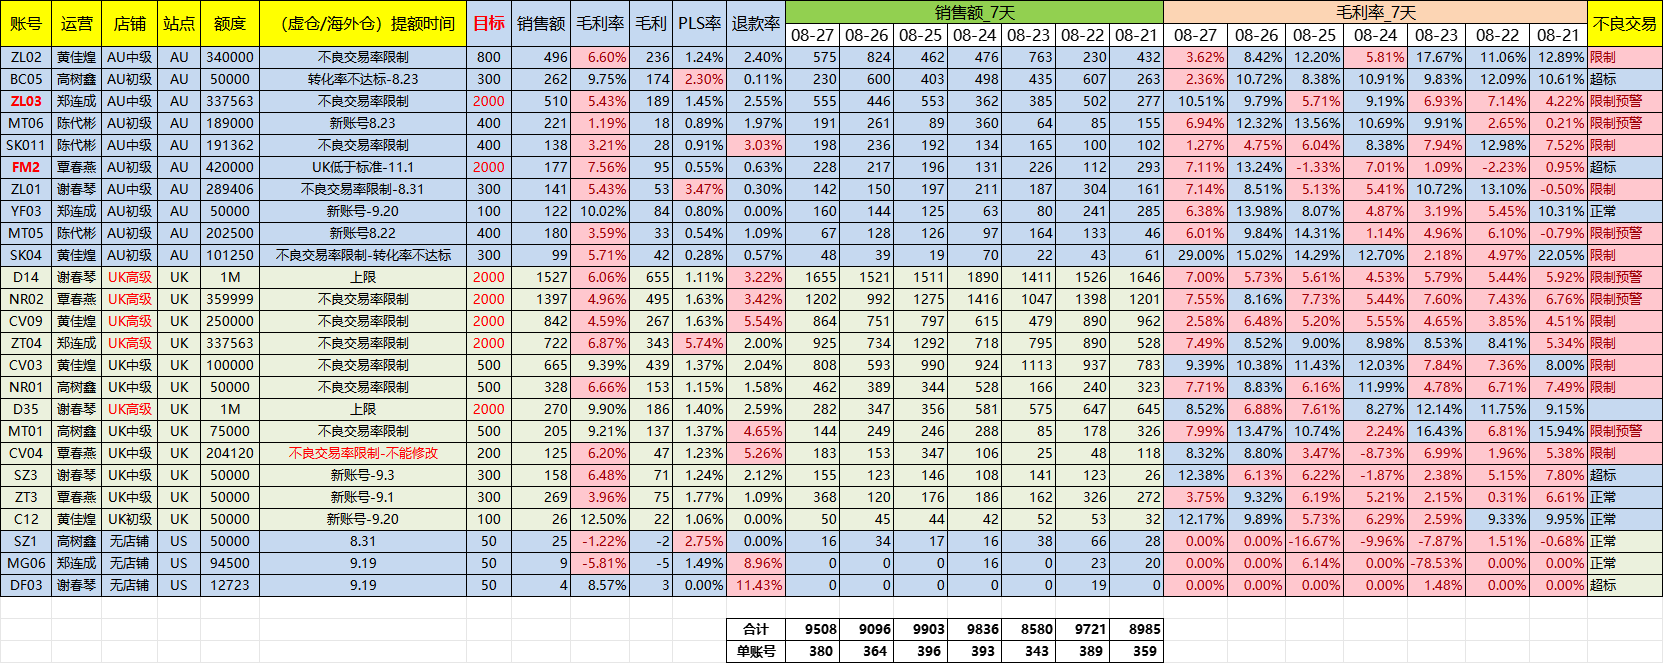 账号 运营 店铺 站点 额度 （虚仓/海外仓）提额时间 目标 销售额 毛利率 毛利 PLS率 退款率 销售额_7天 毛利率_7天 不良交易
08-27 08-26 08-25 08-24 08-23 08-22 08-21 08-27 08-26 08-25 08-24 08-23 08-22 08-21
ZL02 黄佳煌 AU中级 AU 340000 不良交易率限制 800 496 6.60% 236 1.24% 2.40% 575 824 462 476 763 230 432 3.62% 8.42% 12.20% 5.81% 17.67% 11.06% 12.89% 限制
BC05 高树鑫 AU初级 AU 50000 转化率不达标-8.23 300 262 9.75% 174 2.30% 0.11% 230 600 403 498 435 607 263 2.36% 10.72% 8.38% 10.91% 9.83% 12.09% 10.61% 超标
ZL03 郑连成 AU中级 AU 337563 不良交易率限制 2000 510 5.43% 189 1.45% 2.55% 555 446 553 362 385 502 277 10.51% 9.79% 5.71% 9.19% 6.93% 7.14% 4.22% 限制预警
MT06 陈代彬 AU初级 AU 189000 新账号8.23 400 221 1.19% 18 0.89% 1.97% 191 261 89 360 64 85 155 6.94% 12.32% 13.56% 10.69% 9.91% 2.65% 0.21% 限制预警
SK011 陈代彬 AU中级 AU 191362 不良交易率限制 400 138 3.21% 28 0.91% 3.03% 198 236 192 134 165 100 102 1.27% 4.75% 6.04% 8.38% 7.94% 12.98% 7.52% 限制
FM2 覃春燕 AU初级 AU 420000 UK低于标准-11.1 2000 177 7.56% 95 0.55% 0.63% 228 217 196 131 226 112 293 7.11% 13.24% -1.33% 7.01% 1.09% -2.23% 0.95% 超标
ZL01 谢春琴 AU中级 AU 289406 不良交易率限制-8.31 300 141 5.43% 53 3.47% 0.30% 142 150 197 211 187 304 161 7.14% 8.51% 5.13% 5.41% 10.72% 13.10% -0.50% 限制
YF03 郑连成 AU初级 AU 50000 新账号-9.20 100 122 10.02% 84 0.80% 0.00% 160 144 125 63 80 241 285 6.38% 13.98% 8.07% 4.87% 3.19% 5.45% 10.31% 正常
MT05 陈代彬 AU初级 AU 202500 新账号8.22 400 180 3.59% 33 0.54% 1.09% 67 128 126 97 164 133 46 6.01% 9.84% 14.31% 1.14% 4.96% 6.10% -0.79% 限制预警
SK04 黄佳煌 AU初级 AU 101250 不良交易率限制-转化率不达标 300 99 5.71% 42 0.28% 0.57% 48 39 19 70 22 43 61 29.00% 15.02% 14.29% 12.70% 2.18% 4.97% 22.05% 限制
D14 谢春琴 UK高级 UK 1M 上限 2000 1527 6.06% 655 1.11% 3.22% 1655 1521 1511 1890 1411 1526 1646 7.00% 5.73% 5.61% 4.53% 5.79% 5.44% 5.92% 限制预警
NR02 覃春燕 UK高级 UK 359999 不良交易率限制 2000 1397 4.96% 495 1.63% 3.42% 1202 992 1275 1416 1047 1398 1201 7.55% 8.16% 7.73% 5.44% 7.60% 7.43% 6.76% 限制预警
CV09 黄佳煌 UK高级 UK 250000 不良交易率限制 2000 842 4.59% 267 1.63% 5.54% 864 751 797 615 479 890 962 2.58% 6.48% 5.20% 5.55% 4.65% 3.85% 4.51% 限制
ZT04 郑连成 UK高级 UK 337563 不良交易率限制 2000 722 6.87% 343 5.74% 2.00% 925 734 1292 718 795 890 528 7.49% 8.52% 9.00% 8.98% 8.53% 8.41% 5.34% 限制
CV03 黄佳煌 UK中级 UK 100000 不良交易率限制 500 665 9.39% 439 1.37% 2.04% 808 593 990 924 1113 937 783 9.39% 10.38% 11.43% 12.03% 7.84% 7.36% 8.00% 限制
NR01 高树鑫 UK中级 UK 50000 不良交易率限制 500 328 6.66% 153 1.15% 1.58% 462 389 344 528 166 240 323 7.71% 8.83% 6.16% 11.99% 4.78% 6.71% 7.49% 限制
D35 谢春琴 UK高级 UK 1M 上限 2000 270 9.90% 186 1.40% 2.59% 282 347 356 581 575 647 645 8.52% 6.88% 7.61% 8.27% 12.14% 11.75% 9.15%
MT01 高树鑫 UK中级 UK 75000 不良交易率限制 500 205 9.21% 137 1.37% 4.65% 144 249 246 288 85 178 326 7.99% 13.47% 10.74% 2.24% 16.43% 6.81% 15.94% 限制预警
CV04 覃春燕 UK中级 UK 204120 不良交易率限制-不能修改 200 125 6.20% 47 1.23% 5.26% 183 153 347 106 25 48 118 8.32% 8.80% 3.47% -8.73% 6.99% 1.96% 5.38% 限制
SZ3 谢春琴 UK中级 UK 50000 新账号-9.3 300 158 6.48% 71 1.24% 2.12% 155 123 146 108 141 123 26 12.38% 6.13% 6.22% -1.87% 2.38% 5.15% 7.80% 超标
ZT3 覃春燕 UK中级 UK 50000 新账号-9.1 300 269 3.96% 75 1.77% 1.09% 368 120 176 186 162 326 272 3.75% 9.32% 6.19% 5.21% 2.15% 0.31% 6.61% 正常
C12 黄佳煌 UK初级 UK 50000 新账号-9.20 100 26 12.50% 22 1.06% 0.00% 50 45 44 42 52 53 32 12.17% 9.89% 5.73% 6.29% 2.59% 9.33% 9.95% 正常
SZ1 高树鑫 无店铺 US 50000 8.31 50 25 -1.22% -2 2.75% 0.00% 16 34 17 16 38 66 28 0.00% 0.00% -16.67% -9.96% -7.87% 1.51% -0.68% 正常
MG06 郑连成 无店铺 US 94500 9.19 50 9 -5.81% -5 1.49% 8.96% 0 0 0 16 0 23 20 0.00% 0.00% 6.14% 0.00% -78.53% 0.00% 0.00% 正常
DF03 谢春琴 无店铺 US 12723 9.19 50 4 8.57% 3 0.00% 11.43% 0 0 0 0 0 19 0 0.00% 0.00% 0.00% 0.00% 1.48% 0.00% 0.00% 超标
合计 9508 9096 9903 9836 8580 9721 8985
单账号 380 364 396 393 343 389 359